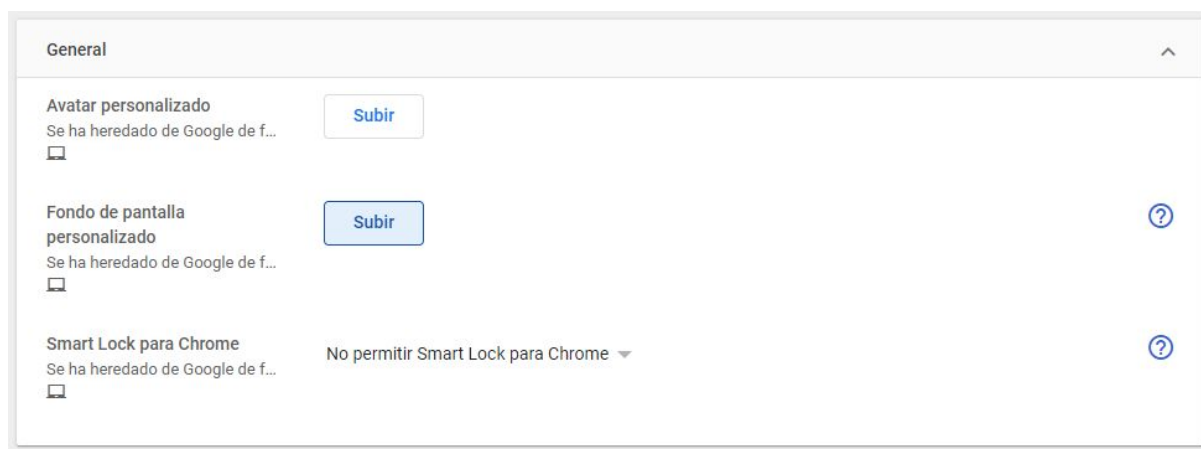 General
Avatar personalizado
Se ha heredado de Google de f...
Subir
Fondo de pantalla
personalizado
Se ha heredado de Google de f...
Subir
Smart Lock para Chrome
Se ha heredado de Google de f...
No permitir Smart Lock para Chrome